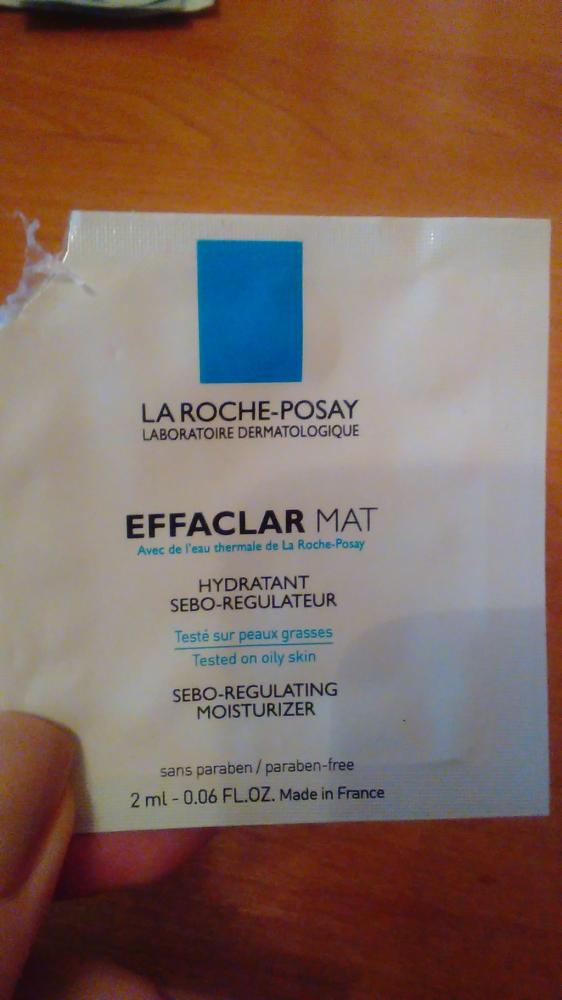 LA ROCHE-POSAY
LABORATOIRE DERMATOLOGIQUE
EFFACLAR MAT
Avec de l'eau thermale de La Roche-Posay
HYDRATANT
SEBO-REGULATEUR
Testé sur peaux grasses
Tested on oily skin
SEBO-REGULATING
MOISTURIZER
sans paraben / paraben-free
2 ml - 0.06 FL.OZ. Made in France